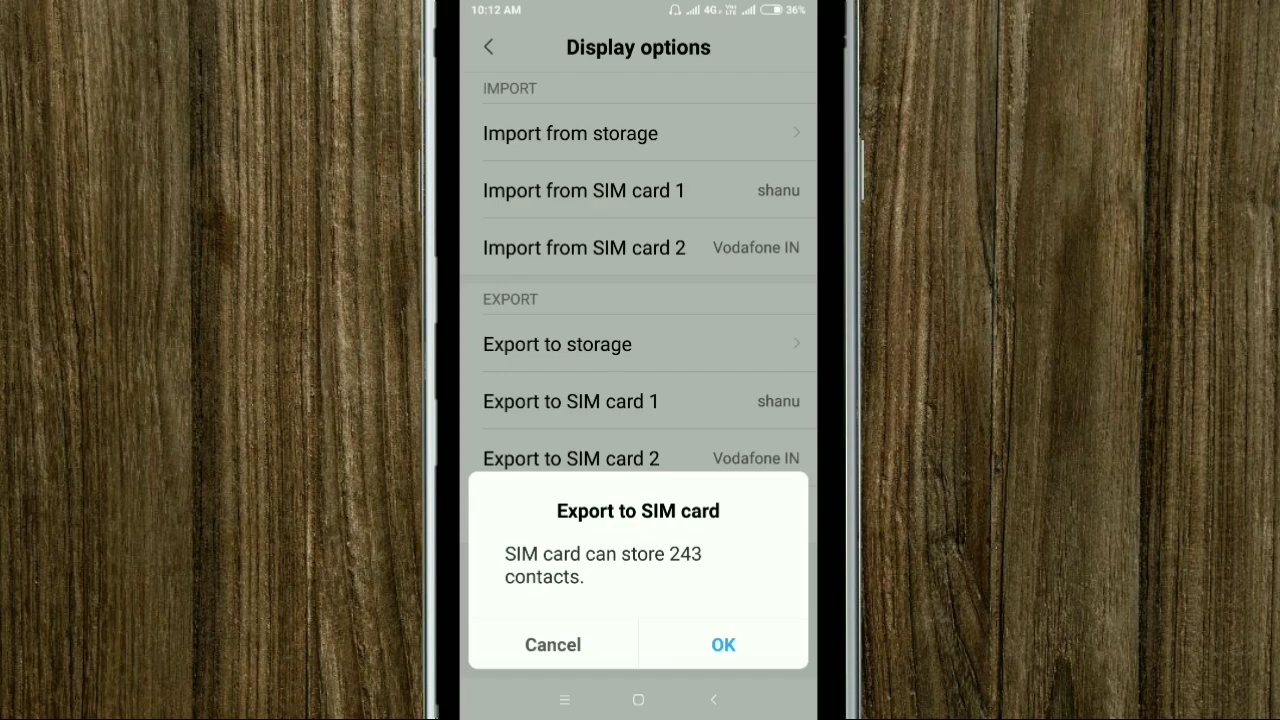 10:12 AM 4G VoLTE 36%
Display options
IMPORT
Import from storage
Import from SIM card 1 shanu
Import from SIM card 2 Vodafone IN
EXPORT
Export to storage
Export to SIM card 1 shanu
Export to SIM card 2 Vodafone IN
Export to SIM card
SIM card can store 243
contacts.
Cancel OK